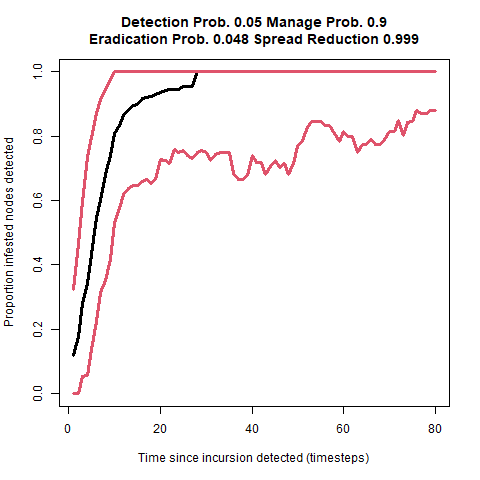 Detection Prob. 0.05 Manage Prob. 0.9
Eradication Prob. 0.048 Spread Reduction 0.999
Proportion infested nodes detected
1.0
0.8
0.6
0.4
0.2
0.0
0 20 40 60 80
Time since incursion detected (timesteps)